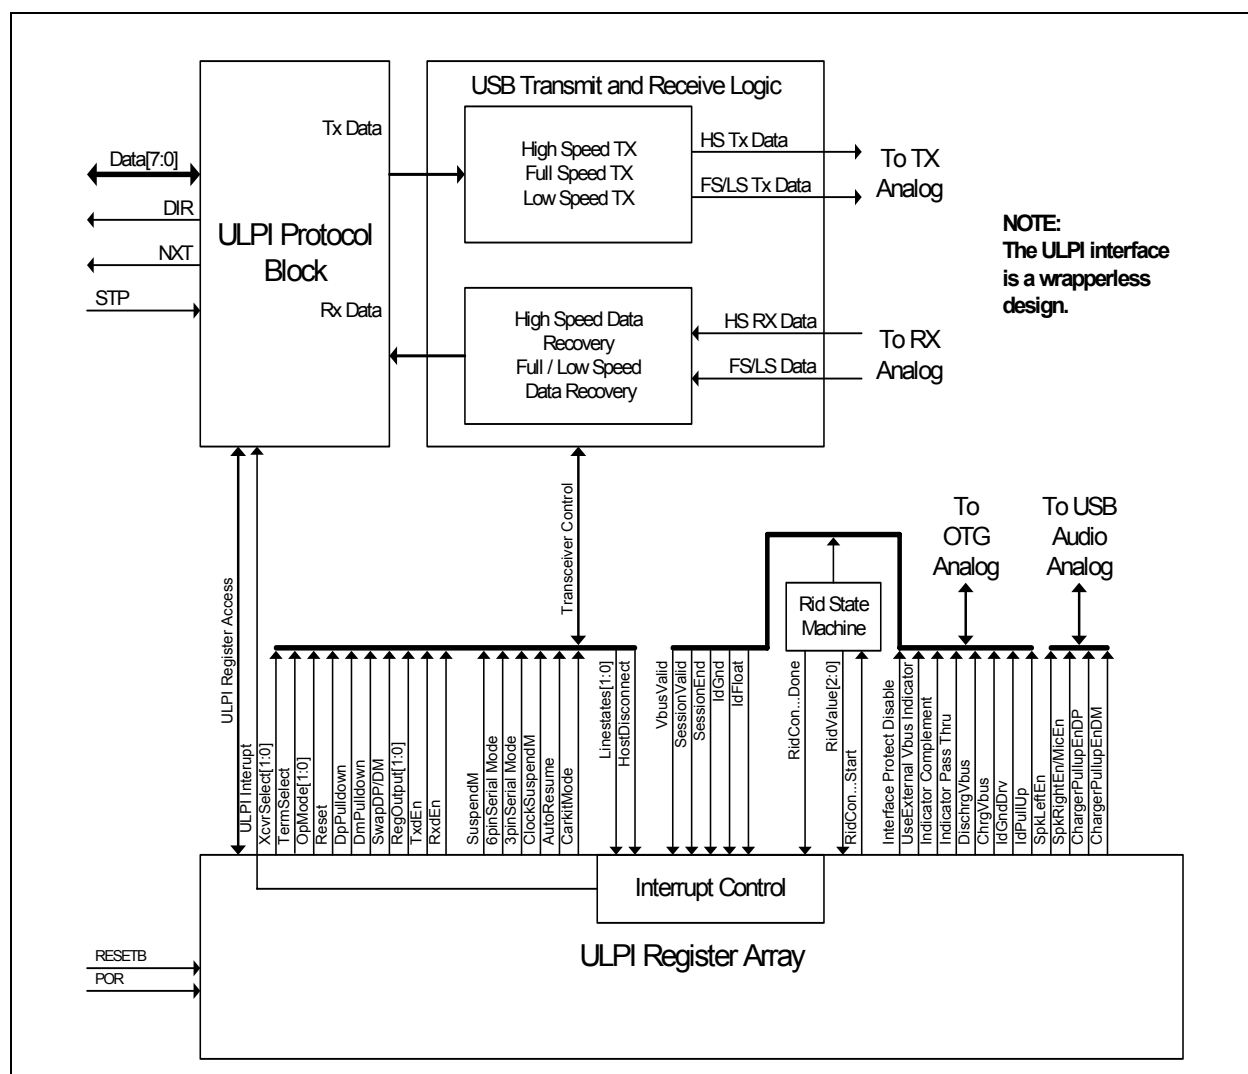 USB Transmit and Receive Logic
Tx Data
High Speed TX
Full Speed TX
Low Speed TX
HS Tx Data
FS/LS Tx Data
To TX
Analog
Data[7:0]
DIR
NXT
STP
ULPI Protocol
Block
Rx Data
High Speed Data
Recovery
Full / Low Speed
Data Recovery
HS RX Data
FS/LS Data
To RX
Analog
NOTE:
The ULPI interface
is a wrapperless
design.
ULPI Register Access
ULPI Interupt
Transceiver Control
To
OTG
Analog
To USB
Audio
Analog
Rid State
Machine
XcvrSelect[1:0]
TermSelect
OpMode[1:0]
Reset
DpPulldown
DmPulldown
SwapDP/DM
RegOutput[1:0]
TxdEn
RxdEn
SuspendM
6pinSerial Mode
3pinSerial Mode
ClockSuspendM
AutoResume
CarkitMode
Linestates[1:0]
HostDisconnect
VbusValid
SessionValid
SessionEnd
IdGnd
IdFloat
RidCon...Done
RidValue[2:0]
RidCon...Start
Interface Protect Disable
UseExternal Vbus Indicator
Indicator Complement
Indicator Pass Thru
DischrgVbus
ChrgVbus
IdGndDrv
IdPullUp
SpkLeftEn
SpkRightEn/MicEn
ChargerPullupEnDP
ChargerPullupEnDM
Interrupt Control
ULPI Register Array
RESETB
POR